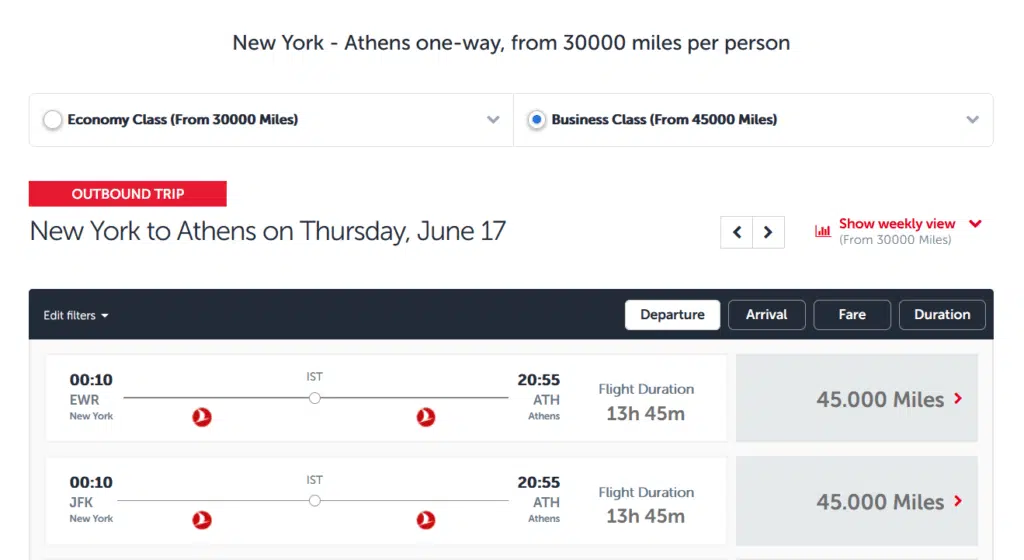 New York - Athens one-way, from 30000 miles per person
Economy Class (From 30000 Miles)
Business Class (From 45000 Miles)
OUTBOUND TRIP
New York to Athens on Thursday, June 17
Show weekly view
(From 30000 Miles)
Edit filters
Departure
Arrival
Fare
Duration
00:10
EWR
New York
IST
20:55
ATH
Athens
Flight Duration
13h 45m
45.000 Miles
00:10
JFK
New York
IST
20:55
ATH
Athens
Flight Duration
13h 45m
45.000 Miles